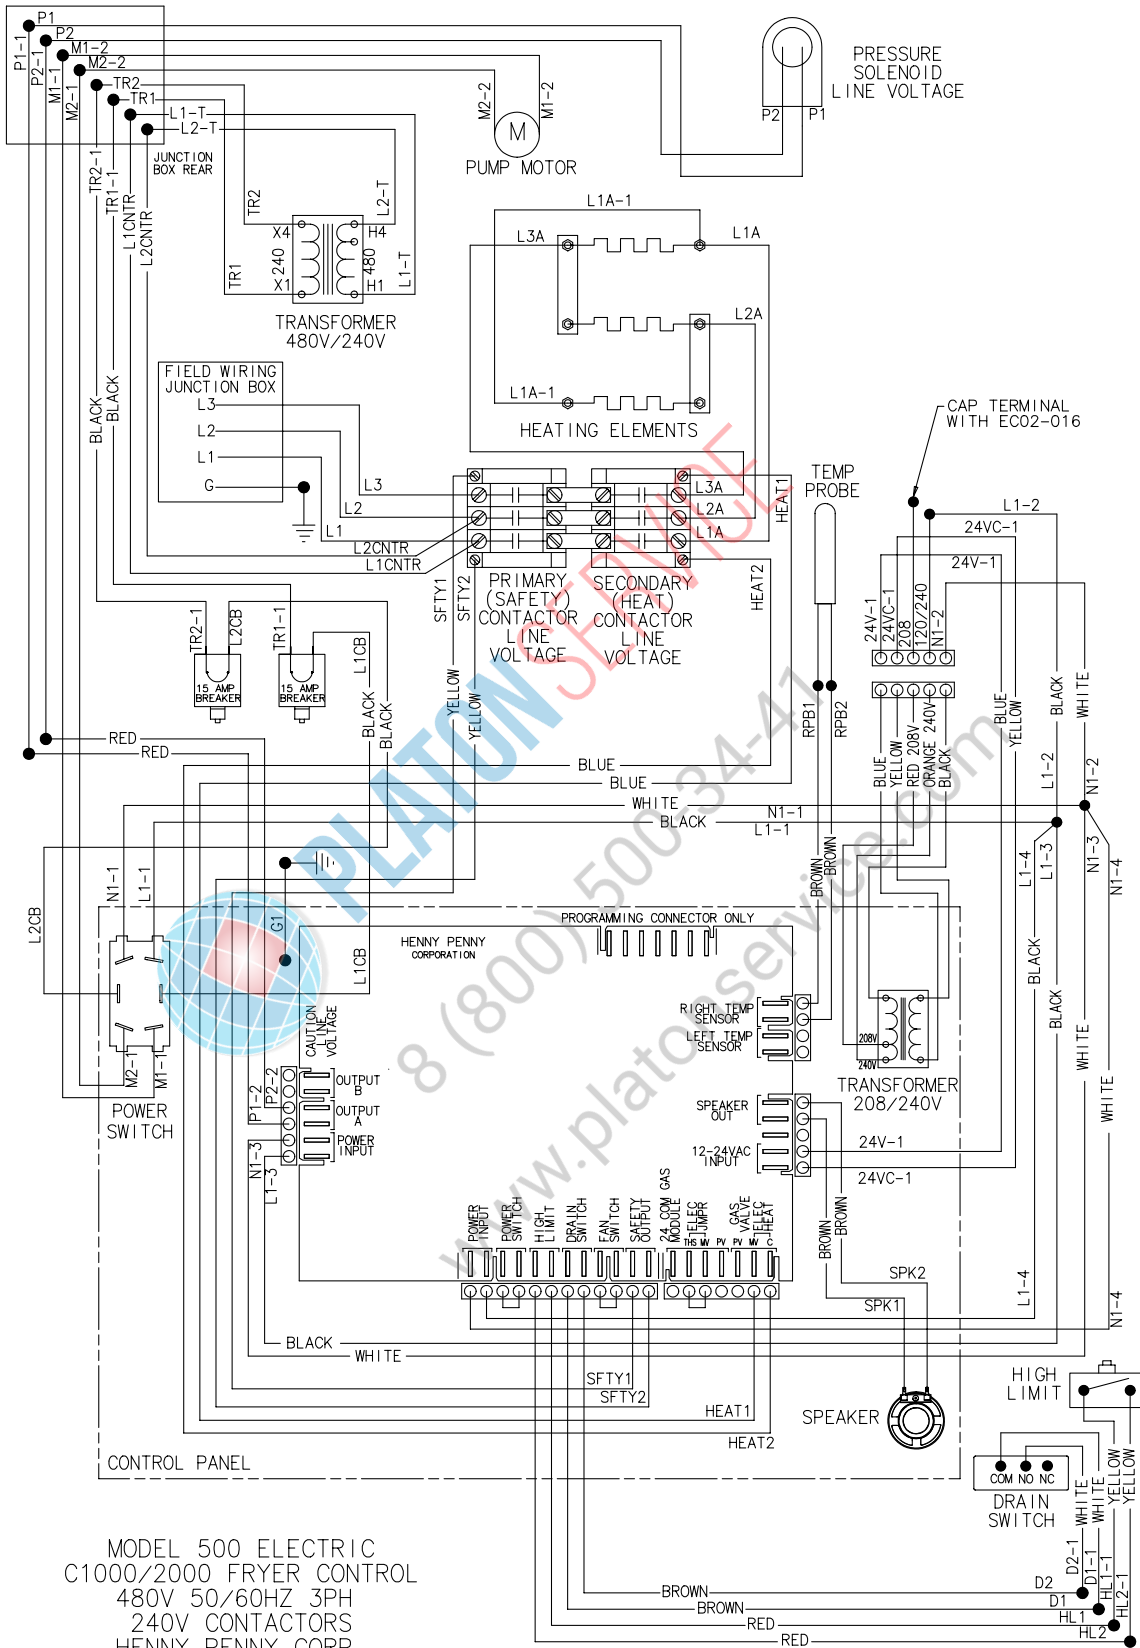 P1
P2
M1-2
M2-2
TR2
TR1
L1-T
L2-T
P1-1
P2-1
M1-1
M2-1
JUNCTION
BOX REAR
TR2-1
TR1-1
L1CNTR
L2CNTR
M2-2
M1-2
M
PUMP MOTOR
PRESSURE
SOLENOID
LINE VOLTAGE
P2
P1
TR2
TR1
L2-T
L1-T
X4
H4
240
480
X1
H1
TRANSFORMER
480V/240V
L1A-1
L3A
L1A
L2A
L1A-1
HEATING ELEMENTS
FIELD WIRING
JUNCTION BOX
L3
L2
L1
G
BLACK
BLACK
L3
L2
L1
L2CNTR
L1CNTR
L3A
L2A
L1A
HEAT1
HEAT2
SFTY1
SFTY2
PRIMARY
(SAFETY)
CONTACTOR
LINE
VOLTAGE
SECONDARY
(HEAT)
CONTACTOR
LINE
VOLTAGE
TEMP
PROBE
CAP TERMINAL
WITH EC02-016
L1-2
24VC-1
24V-1
24V-1
24VC-1
208
120/240
N1-2
TR2-1
L2CB
TR1-1
L1CB
15 AMP
BREAKER
15 AMP
BREAKER
BLACK
BLACK
YELLOW
YELLOW
RPB1
RPB2
BLUE
YELLOW
RED 208V
ORANGE 240V
BLACK
BLUE
YELLOW
BLACK
WHITE
L1-2
N1-2
RED
RED
BLUE
BLUE
WHITE
N1-1
BLACK
L1-1
BROWN
BROWN
L1-4
L1-3
N1-3
N1-4
N1-1
L1-1
L2CB
G1
L1CB
PROGRAMMING CONNECTOR ONLY
HENNY PENNY
CORPORATION
RIGHT TEMP
SENSOR
LEFT TEMP
SENSOR
208V
240V
TRANSFORMER
208/240V
BLACK
BLACK
WHITE
WHITE
CAUTION
LINE
VOLTAGE
OUTPUT
B
OUTPUT
A
POWER
INPUT
P2-2
P1-2
N1-3
L1-3
M2-1
M1-1
POWER
SWITCH
SPEAKER
OUT
12-24VAC
INPUT
24V-1
24VC-1
BROWN
BROWN
POWER
INPUT
POWER
SWITCH
HIGH
LIMIT
DRAIN
SWITCH
FAN
SWITCH
SAFETY
OUTPUT
24 COM GAS
MODULE
ELEC
JMPR
GAS
VALVE
ELEC
HEAT
THS
MV
PV
PV
MV
C
SPK2
SPK1
L1-4
N1-4
BLACK
WHITE
SFTY1
SFTY2
HEAT1
HEAT2
SPEAKER
HIGH
LIMIT
CONTROL PANEL
COM NO NC
DRAIN
SWITCH
WHITE
WHITE
YELLOW
YELLOW
D2-1
D1-1
HL1-1
HL2-1
BROWN
D2
BROWN
D1
RED
HL1
RED
HL2
MODEL 500 ELECTRIC
C1000/2000 FRYER CONTROL
480V 50/60HZ 3PH
240V CONTACTORS
HENNY PENNY CORP
PLATONSERVICE
8 (800) 500-34-41
www.platonservice.com